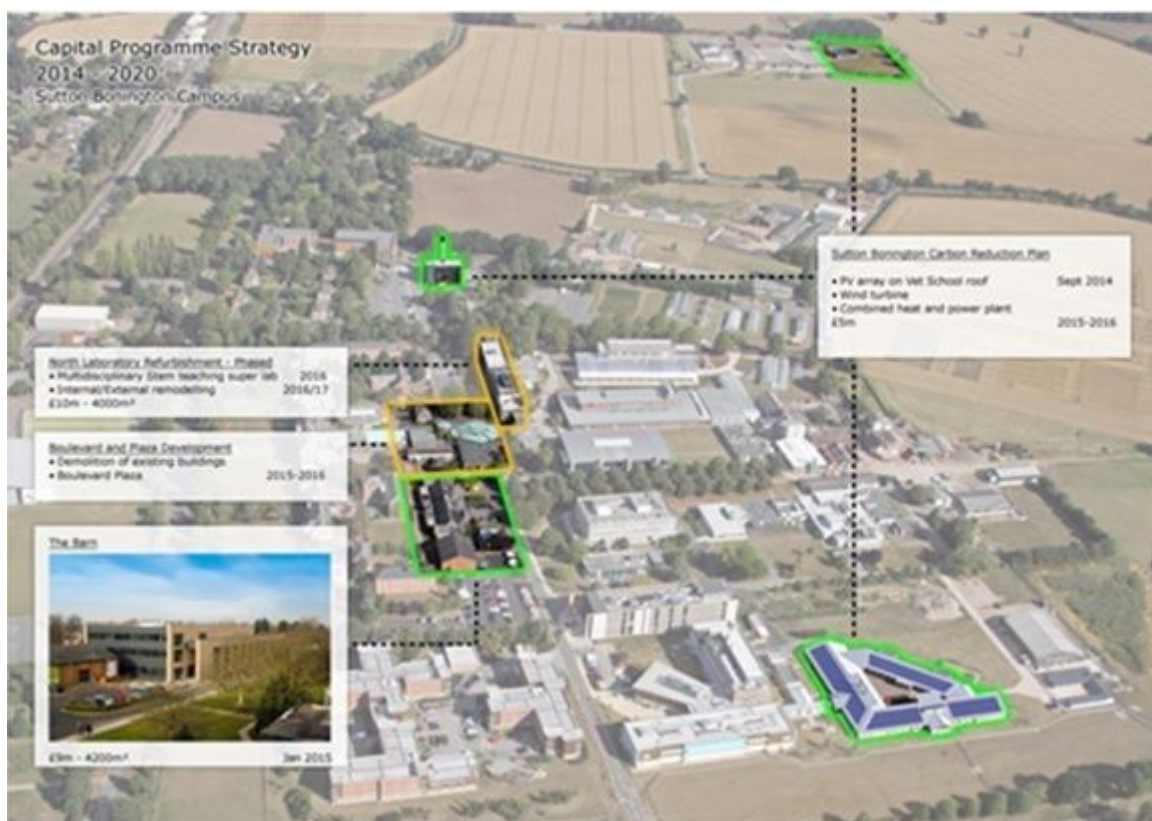 Capital Programme Strategy
2014 - 2020
Sutton Bonington Campus
Sutton Bonington Carbon Reduction Plan
• PV array on Vet School roof Sept 2014
• Wind turbine
• Combined heat and power plant
£5m 2015-2016
North Laboratory Refurbishment - Phased
• Multidisciplinary Stem teaching super lab 2016
• Internal/External remodelling 2016/17
£10m - 4000m²
Boulevard and Plaza Development
• Demolition of existing buildings
• Boulevard Plaza 2015-2016
The Barn
£9m - 4200m² Jan 2015